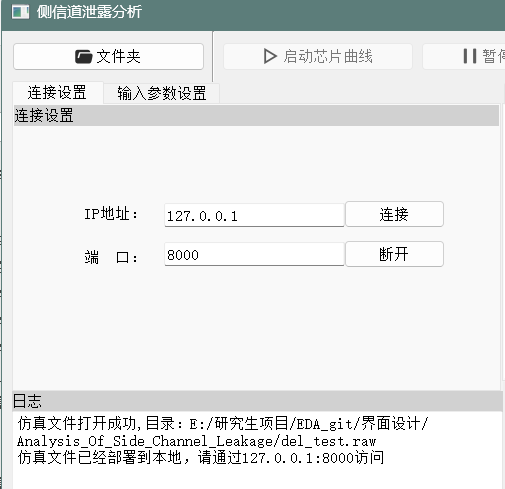 侧信道泄露分析
文件夹
启动芯片曲线
连接设置
输入参数设置
连接设置
IP地址：
127.0.0.1
连接
端 口：
8000
断开
日志
仿真文件打开成功,目录：E:/研究生项目/EDA_git/界面设计/
Analysis_Of_Side_Channel_Leakage/del_test.raw
仿真文件已经部署到本地，请通过127.0.0.1:8000访问